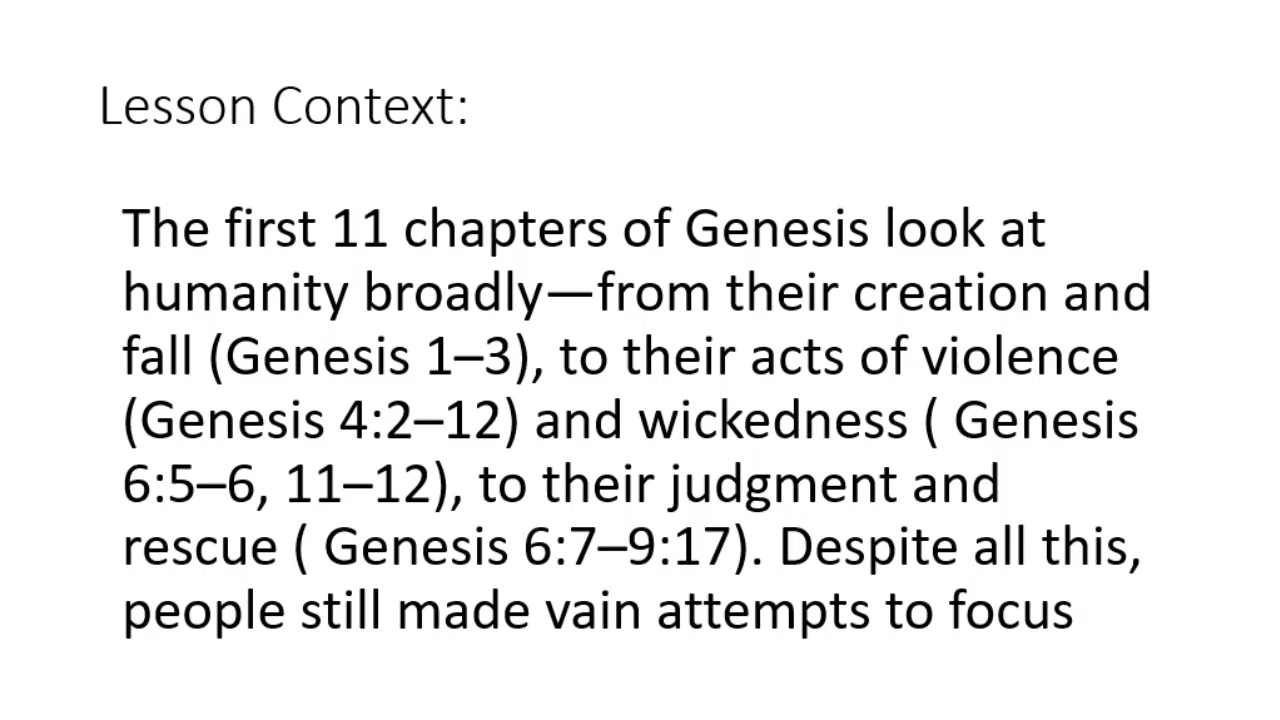 Lesson Context:
The first 11 chapters of Genesis look at
humanity broadly—from their creation and
fall (Genesis 1–3), to their acts of violence
(Genesis 4:2–12) and wickedness ( Genesis
6:5–6, 11–12), to their judgment and
rescue ( Genesis 6:7–9:17). Despite all this,
people still made vain attempts to focus